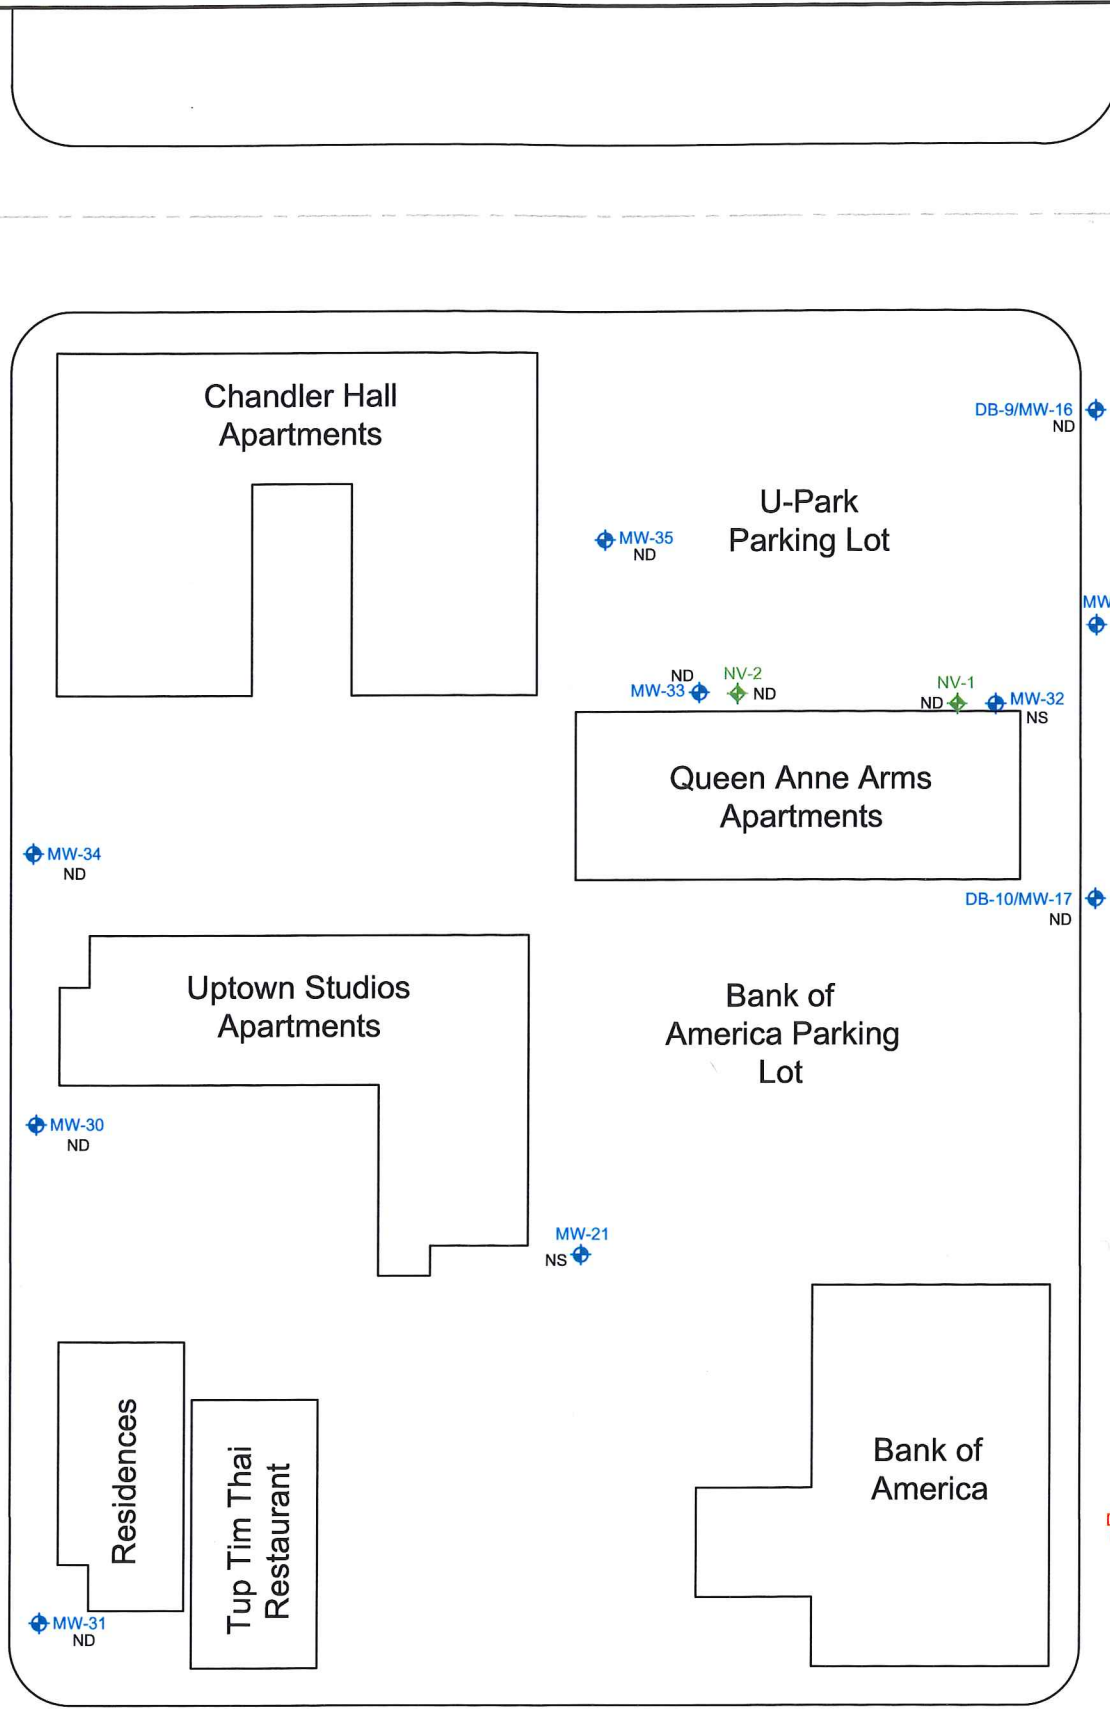 Chandler Hall
Apartments
DB-9/MW-16
ND
U-Park
Parking Lot
MW-35
ND
MW
ND
MW-33
NV-2
ND
NV-1
ND
MW-32
NS
Queen Anne Arms
Apartments
MW-34
ND
DB-10/MW-17
ND
Uptown Studios
Apartments
Bank of
America Parking
Lot
MW-30
ND
MW-21
NS
Residences
Tup Tim Thai
Restaurant
Bank of
America
MW-31
ND